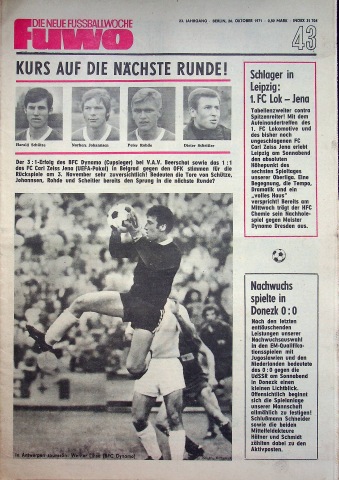 DIE NEUE FUSSBALLWOCHE
fuwo
23. JAHRGANG · BERLIN, 26. OKTOBER 1971 · 0,50 MARK · INDEX 31 726
43
KURS AUF DIE NÄCHSTE RUNDE!
Harald Schütze
Norbert Johannsen
Peter Rohde
Dieter Scheitler
Der 3:1-Erfolg des BFC Dynamo (Cupsieger) bei V.A.V. Beerschot sowie das 1:1
des FC Carl Zeiss Jena (UEFA-Pokal) in Belgrad gegen den OFK stimmen für die
Rückspiele am 3. November sehr zuversichtlich! Bedeuten die Tore von Schütze,
Johannsen, Rohde und Scheitler bereits den Sprung in die nächste Runde?
In Antwerpen souverän: Werner Lihsa (BFC Dynamo)
Schlager in
Leipzig:
1. FC Lok – Jena
Tabellenzweiter contra
Spitzenreiter! Mit dem
Aufeinandertreffen des
1. FC Lokomotive und
des bisher noch
ungeschlagenen FC
Carl Zeiss Jena erlebt
Leipzig am Sonnabend
den absoluten
Höhepunkt des
sechsten Spieltages
unserer Oberliga. Eine
Begegnung, die Tempo,
Dramatik und ein
„volles Haus"
verspricht! Bereits am
Mittwoch trägt der HFC
Chemie sein Nachhole-
spiel gegen Meister
Dynamo Dresden aus.
Nachwuchs
spielte in
Donezk 0:0
Nach den letzten
enttäuschenden
Leistungen unserer
Nachwuchsauswahl
in den EM-Qualifika-
tionsspielen mit
Jugoslawien und den
Niederlanden bedeutete
das 0:0 gegen die
UdSSR am Sonnabend
in Donezk einen
kleinen Lichtblick.
Offensichtlich beginnt
sich die Spielanlage
unserer Mannschaft
allmählich zu festigen!
Schlußmann Schneider
sowie die beiden
Mittelfeldakteure
Häfner und Schmidt
zählten dabei zu den
Aktivposten.